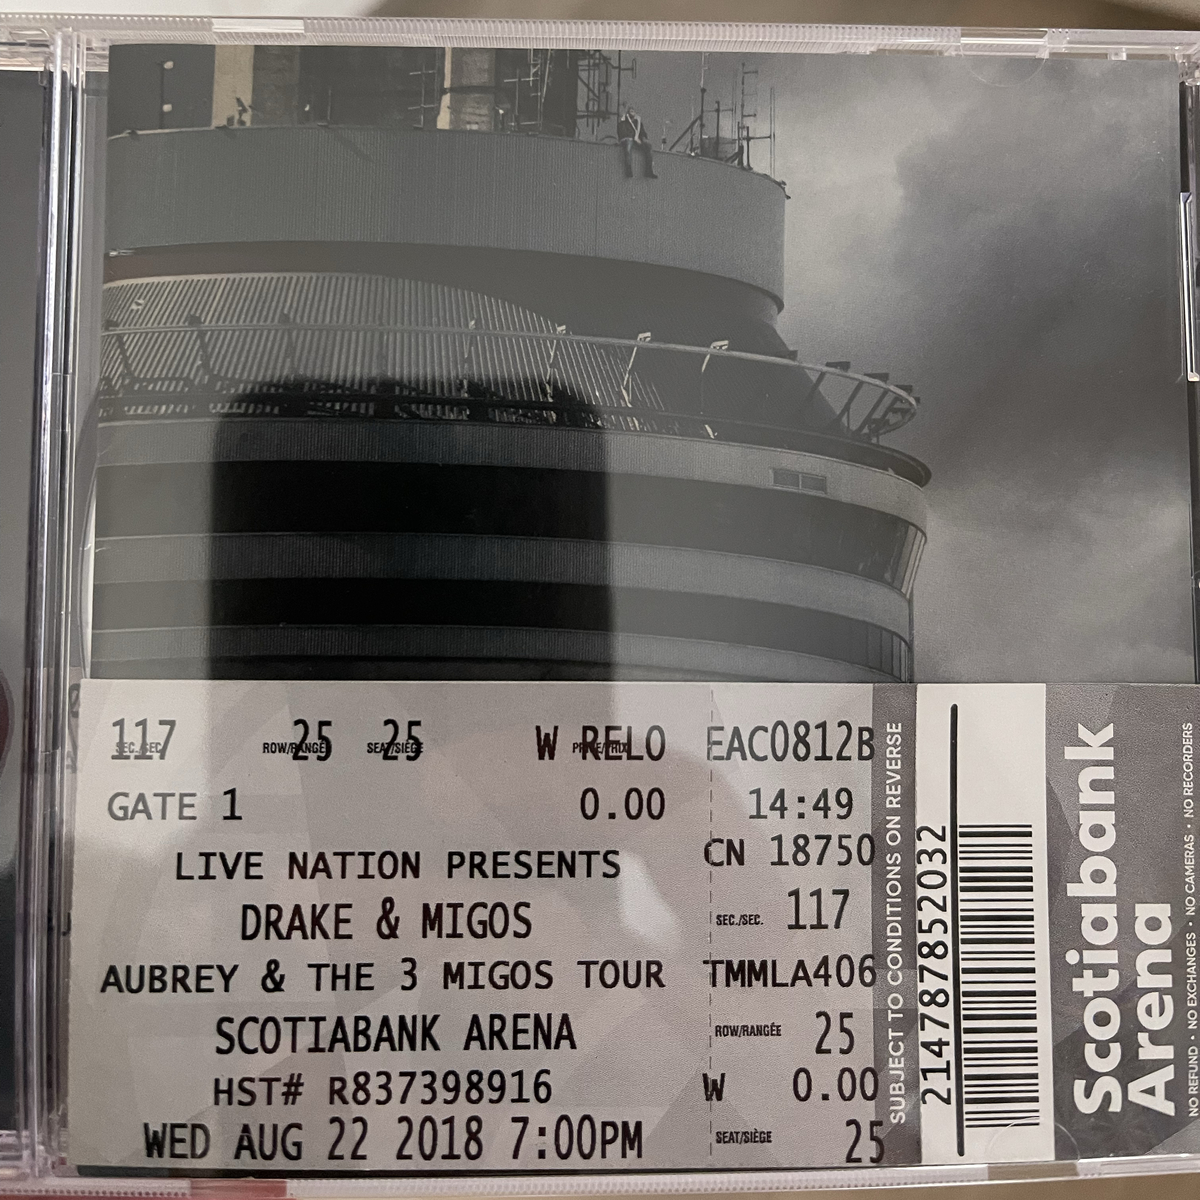 117 25 25 W RELO EAC0812B
SEC./SEC. ROW/RANGÉE SEAT/SIÈGE PRICE/PRIX
GATE 1 0.00 14:49
LIVE NATION PRESENTS CN 18750
DRAKE & MIGOS SEC./SEC. 117
AUBREY & THE 3 MIGOS TOUR TMMLA406
SCOTIABANK ARENA ROW/RANGÉE 25
HST# R837398916 W 0.00
WED AUG 22 2018 7:00PM SEAT/SIÈGE 25
SUBJECT TO CONDITIONS ON REVERSE
214787852032
Scotiabank
Arena
NO REFUND • NO EXCHANGES • NO CAMERAS • NO RECORDERS